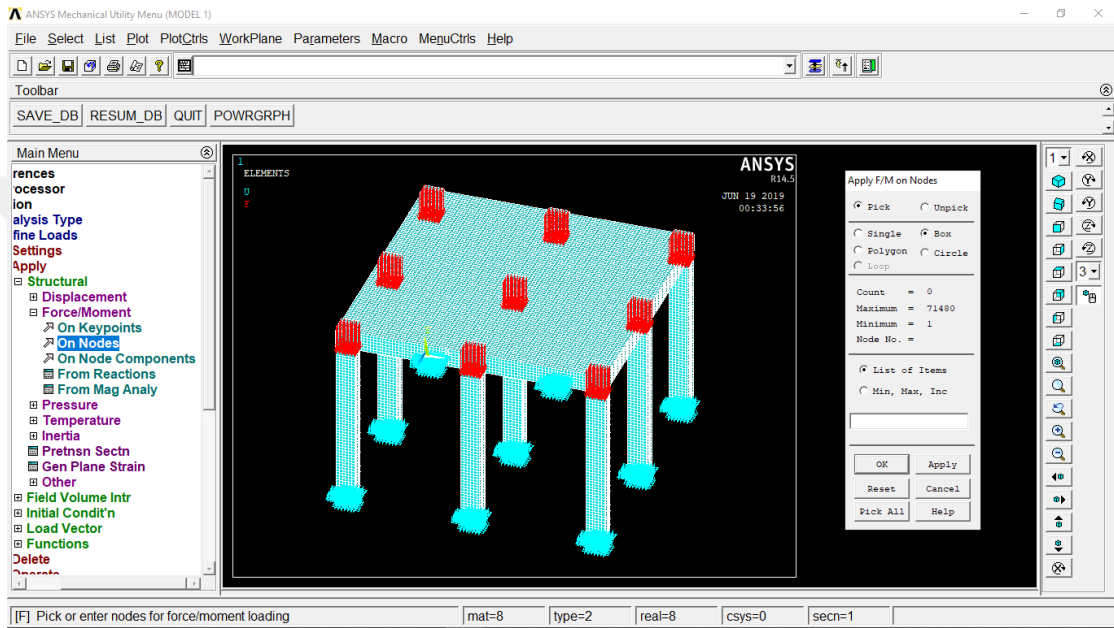 ANSYS Mechanical Utility Menu (MODEL 1)
File Select List Plot PlotCtrls WorkPlane Parameters Macro MenuCtrls Help
Toolbar
SAVE_DB RESUM_DB QUIT POWRGRPH
Main Menu
rences
ocessor
ion
alysis Type
fine Loads
Settings
Apply
Structural
Displacement
Force/Moment
On Keypoints
On Nodes
On Node Components
From Reactions
From Mag Analy
Pressure
Temperature
Inertia
Pretnsn Sectn
Gen Plane Strain
Other
Field Volume Intr
Initial Condit'n
Load Vector
Functions
Delete
Operate
1
ELEMENTS
U
F
ANSYS
R14.5
JUN 19 2019
00:33:56
Apply F/M on Nodes
Pick Unpick
Single Box
Polygon Circle
Loop
Count = 0
Maximum = 71480
Minimum = 1
Node No. =
List of Items
Min, Max, Inc
OK Apply
Reset Cancel
Pick All Help
1
3
[F] Pick or enter nodes for force/moment loading
mat=8 type=2 real=8 csys=0 secn=1